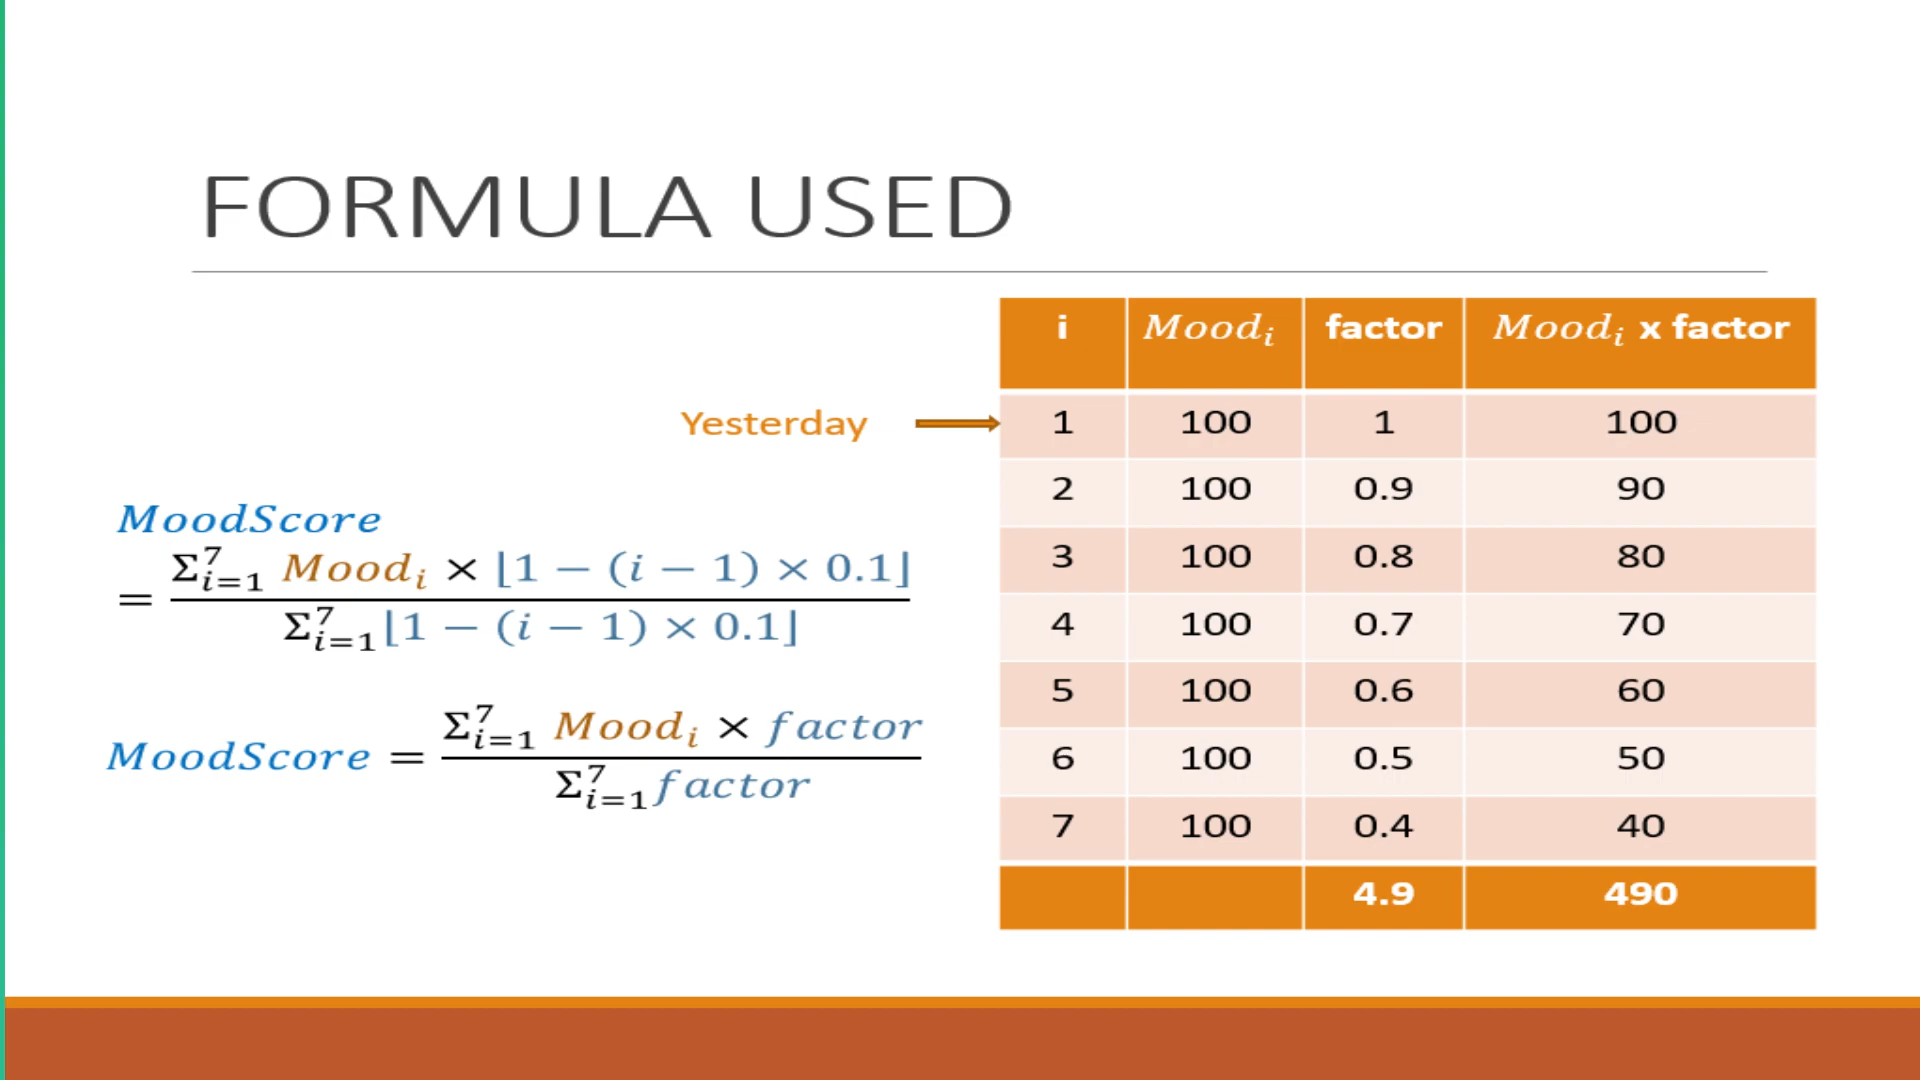 FORMULA USED
Yesterday
MoodScore
= Σ_{i=1}^{7} Mood_i × ⌊1 − (i − 1) × 0.1⌋
Σ_{i=1}^{7} ⌊1 − (i − 1) × 0.1⌋
MoodScore = Σ_{i=1}^{7} Mood_i × factor
Σ_{i=1}^{7} factor
i Mood_i factor Mood_i x factor
1 100 1 100
2 100 0.9 90
3 100 0.8 80
4 100 0.7 70
5 100 0.6 60
6 100 0.5 50
7 100 0.4 40
4.9 490